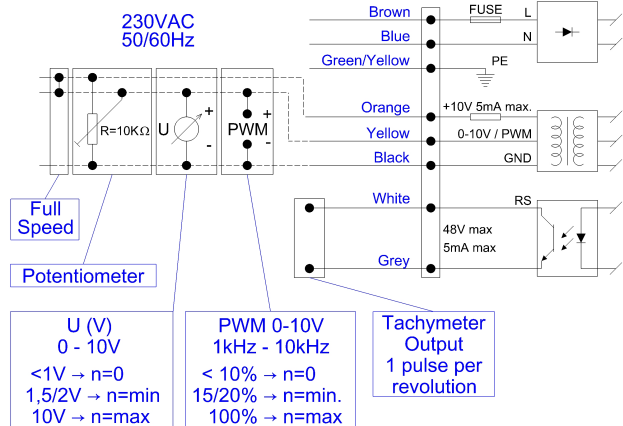 230VAC
50/60Hz
Brown
FUSE
L
Blue
N
Green/Yellow
PE
Orange
+10V 5mA max.
Yellow
0-10V / PWM
Black
GND
White
RS
48V max
5mA max
Grey
R=10KΩ
U
+
-
PWM
+
-
Full
Speed
Potentiometer
U (V)
0 - 10V
<1V → n=0
1,5/2V → n=min
10V → n=max
PWM 0-10V
1kHz - 10kHz
< 10% → n=0
15/20% → n=min.
100% → n=max
Tachymeter
Output
1 pulse per
revolution